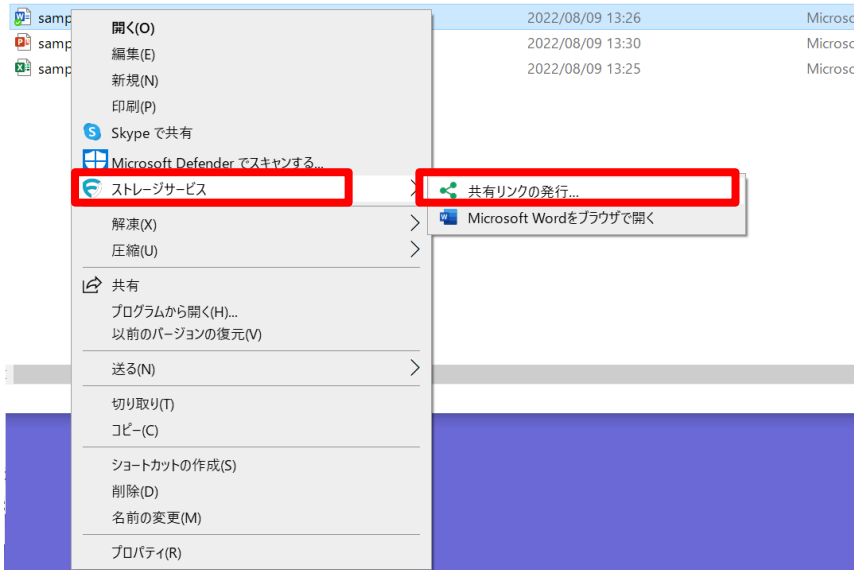 samp 2022/08/09 13:26 Microsc
samp 2022/08/09 13:30 Microsc
samp 2022/08/09 13:25 Microsc
開く(O)
編集(E)
新規(N)
印刷(P)
Skype で共有
Microsoft Defender でスキャンする...
ストレージサービス
共有リンクの発行...
Microsoft Wordをブラウザで開く
解凍(X)
圧縮(U)
共有
プログラムから開く(H)...
以前のバージョンの復元(V)
送る(N)
切り取り(T)
コピー(C)
ショートカットの作成(S)
削除(D)
名前の変更(M)
プロパティ(R)